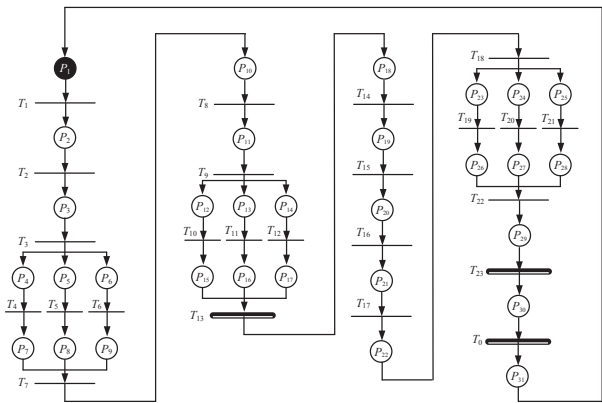 P1
T1
P2
T2
P3
T3
P4 P5 P6
T4 T5 T6
P7 P8 P9
T7
P10
T8
P11
T9
P12 P13 P14
T10 T11 T12
P15 P16 P17
T13
P18
T14
P19
T15
P20
T16
P21
T17
P22
T18
P23 P24 P25
T19 T20 T21
P26 P27 P28
T22
P29
T23
P30
T0
P31